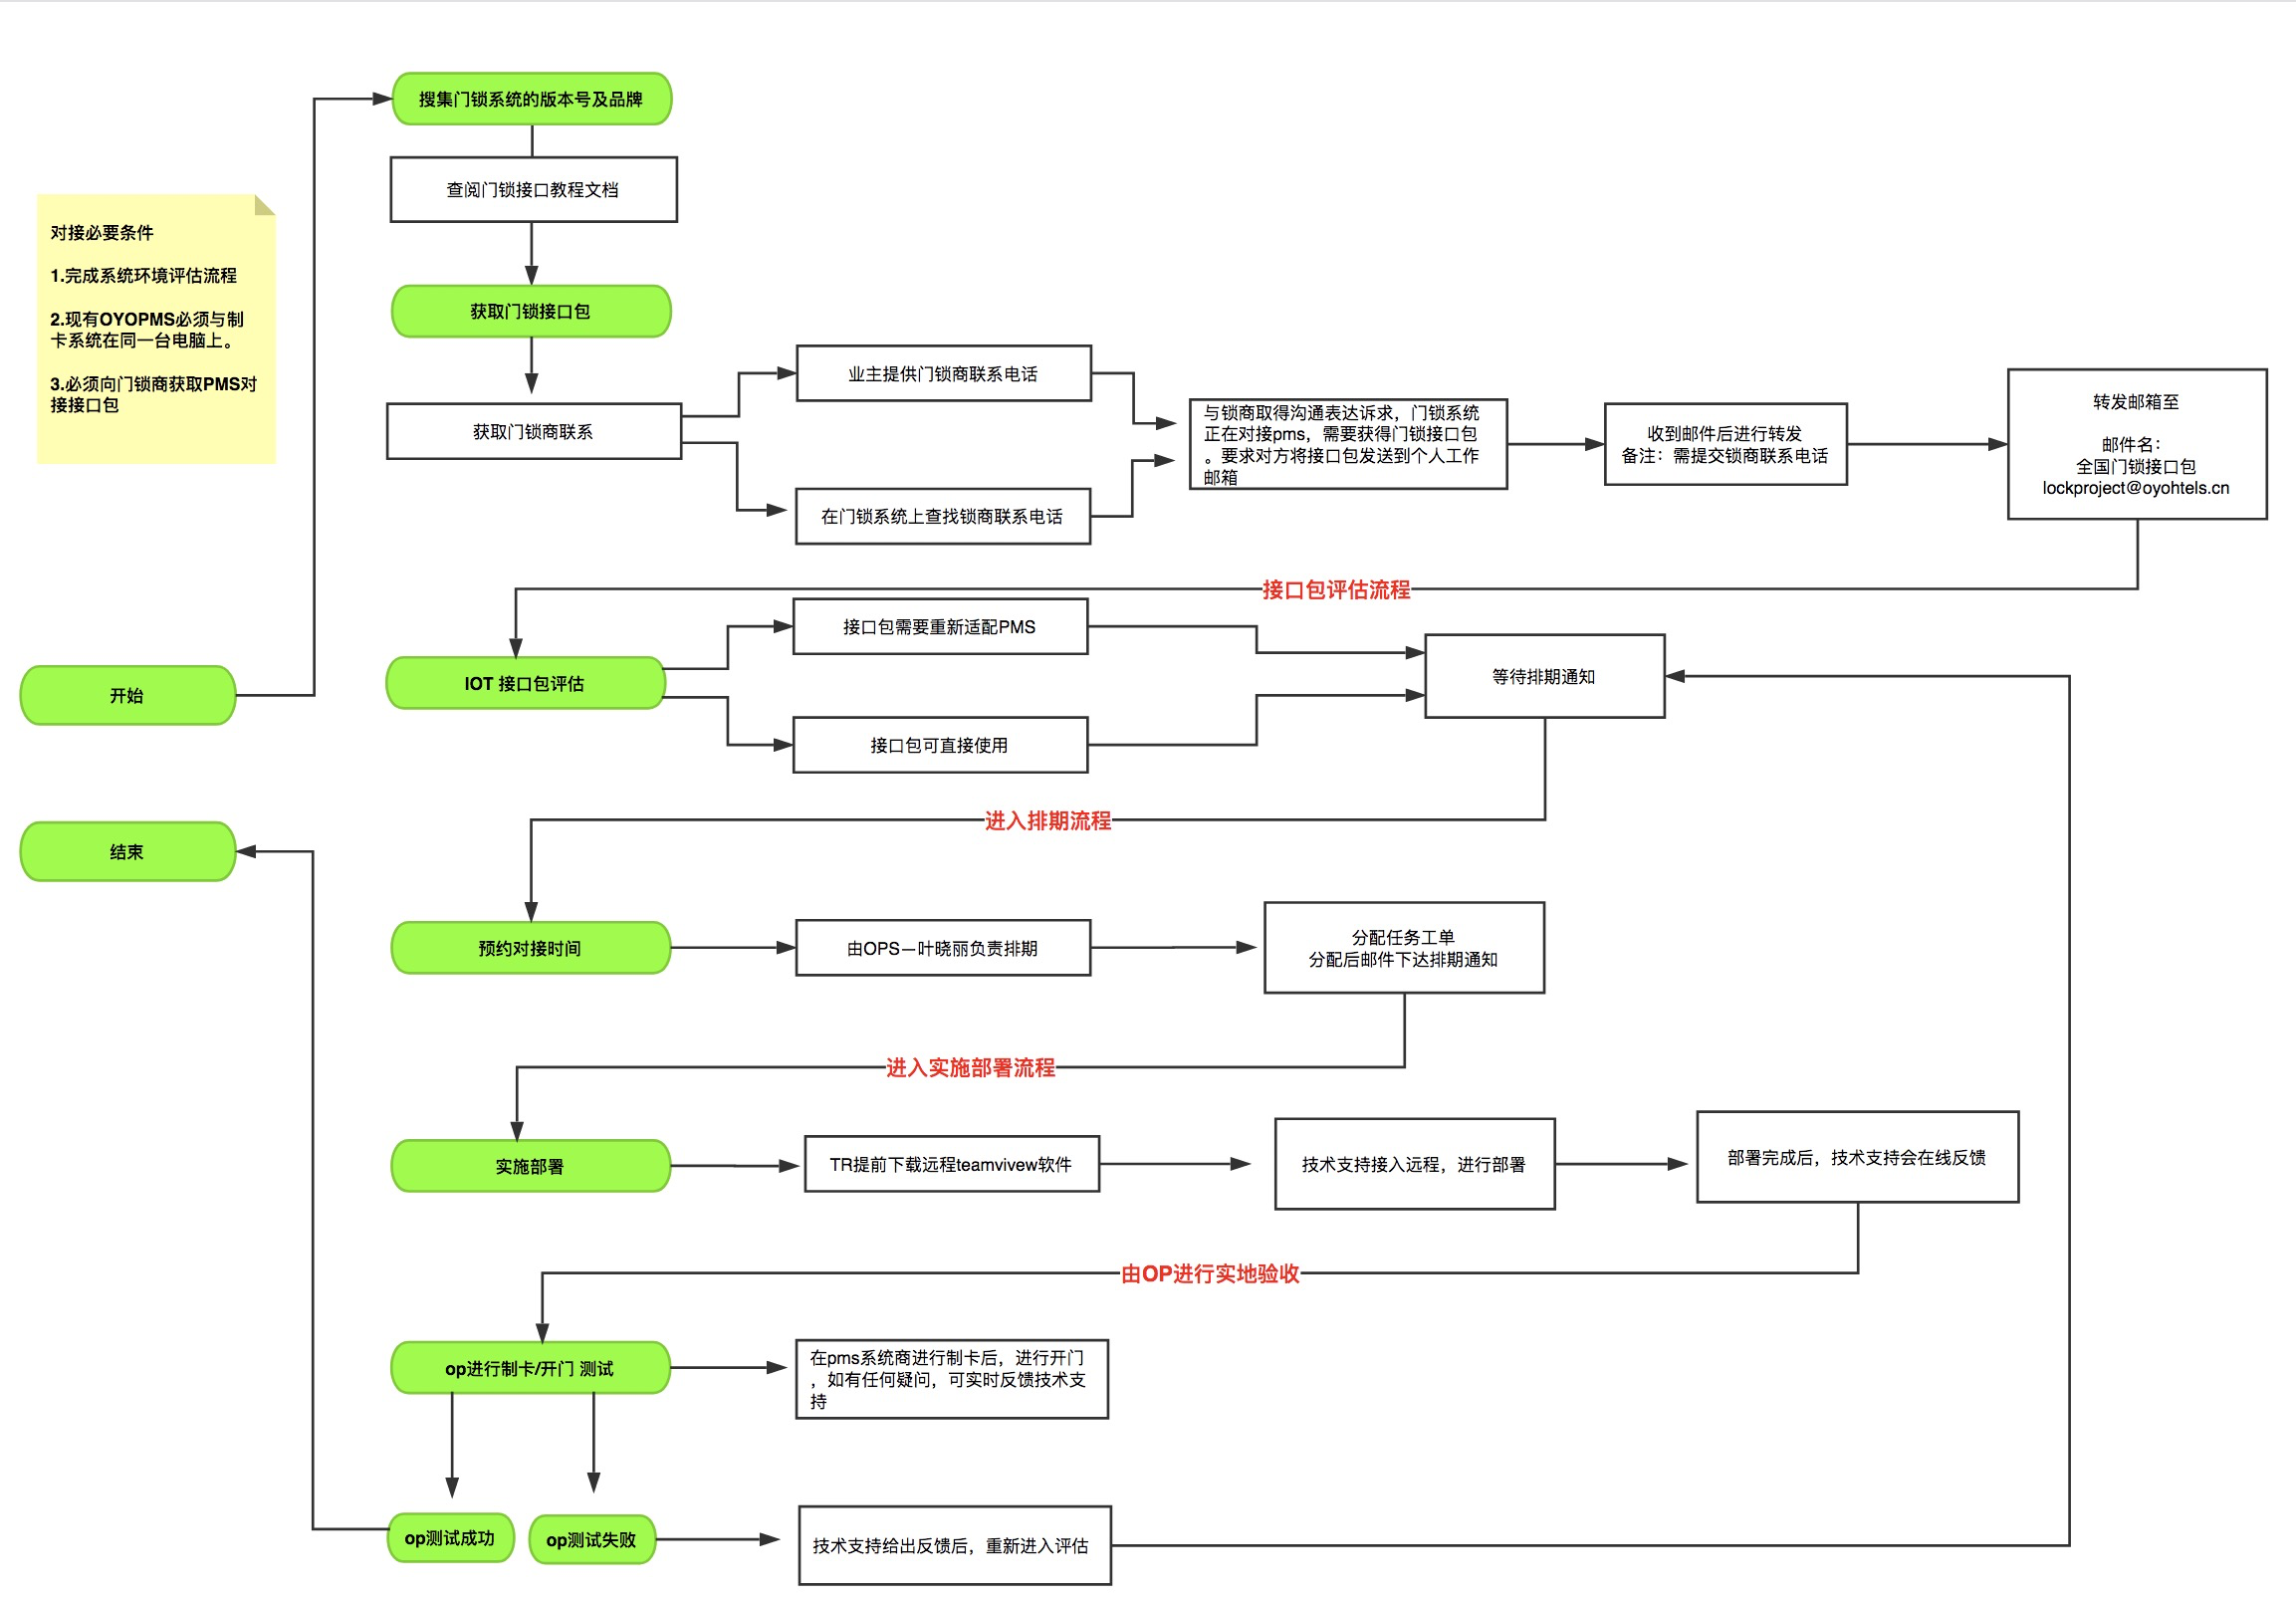 搜集门锁系统的版本号及品牌
查阅门锁接口教程文档
对接必要条件
1.完成系统环境评估流程
2.现有OYOPMS必须与制
卡系统在同一台电脑上。
3.必须向门锁商获取PMS对
接接口包
获取门锁接口包
获取门锁商联系
业主提供门锁商联系电话
在门锁系统上查找锁商联系电话
与锁商取得沟通表达诉求，门锁系统
正在对接pms，需要获得门锁接口包
。要求对方将接口包发送到个人工作
邮箱
收到邮件后进行转发
备注：需提交锁商联系电话
转发邮箱至
邮件名：
全国门锁接口包
lockproject@oyohtels.cn
接口包评估流程
开始
IOT 接口包评估
接口包需要重新适配PMS
接口包可直接使用
等待排期通知
进入排期流程
结束
预约对接时间
由OPS—叶晓丽负责排期
分配任务工单
分配后邮件下达排期通知
进入实施部署流程
实施部署
TR提前下载远程teamvivew软件
技术支持接入远程，进行部署
部署完成后，技术支持会在线反馈
由OP进行实地验收
op进行制卡/开门 测试
在pms系统商进行制卡后，进行开门
，如有任何疑问，可实时反馈技术支
持
op测试成功
op测试失败
技术支持给出反馈后，重新进入评估